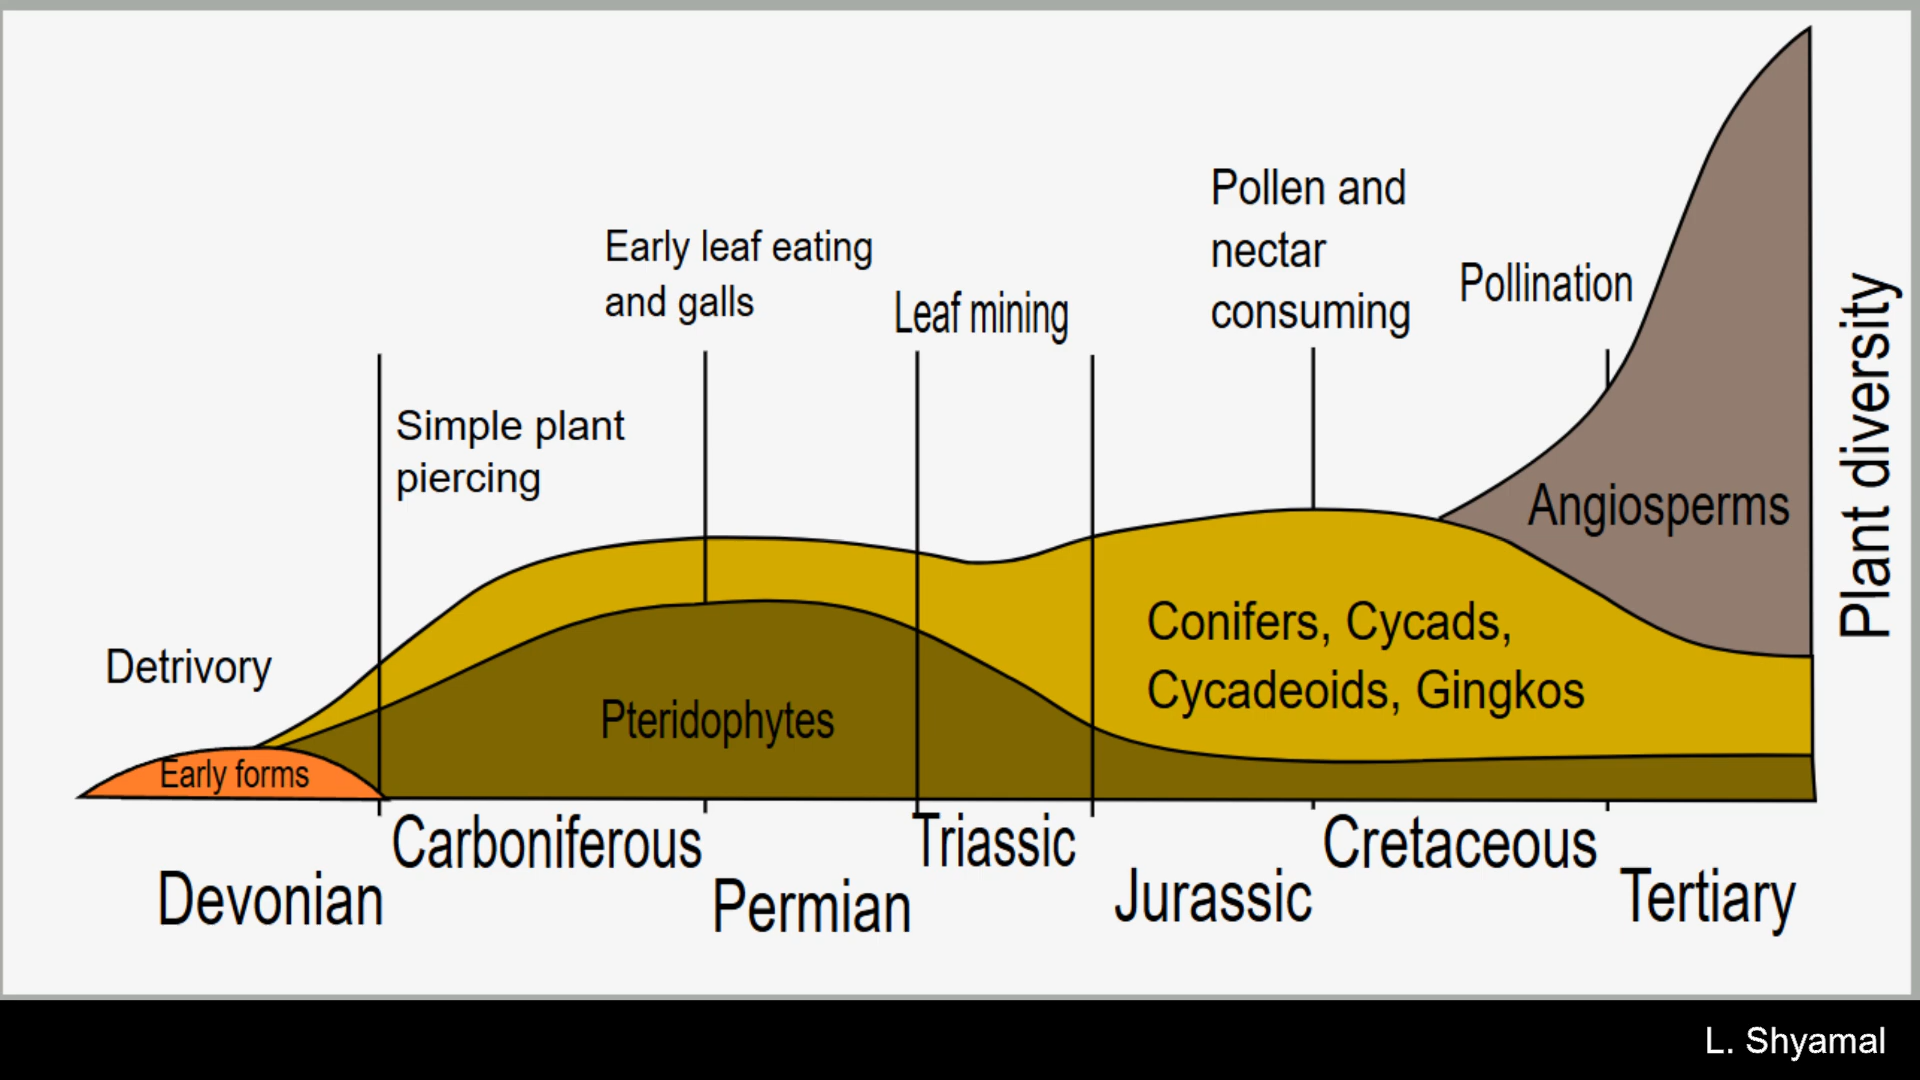 Pollen and
nectar
consuming
Early leaf eating
and galls
Leaf mining
Pollination
Simple plant
piercing
Detrivory
Plant diversity
Angiosperms
Conifers, Cycads,
Cycadeoids, Gingkos
Pteridophytes
Early forms
Devonian
Carboniferous
Permian
Triassic
Jurassic
Cretaceous
Tertiary
L. Shyamal